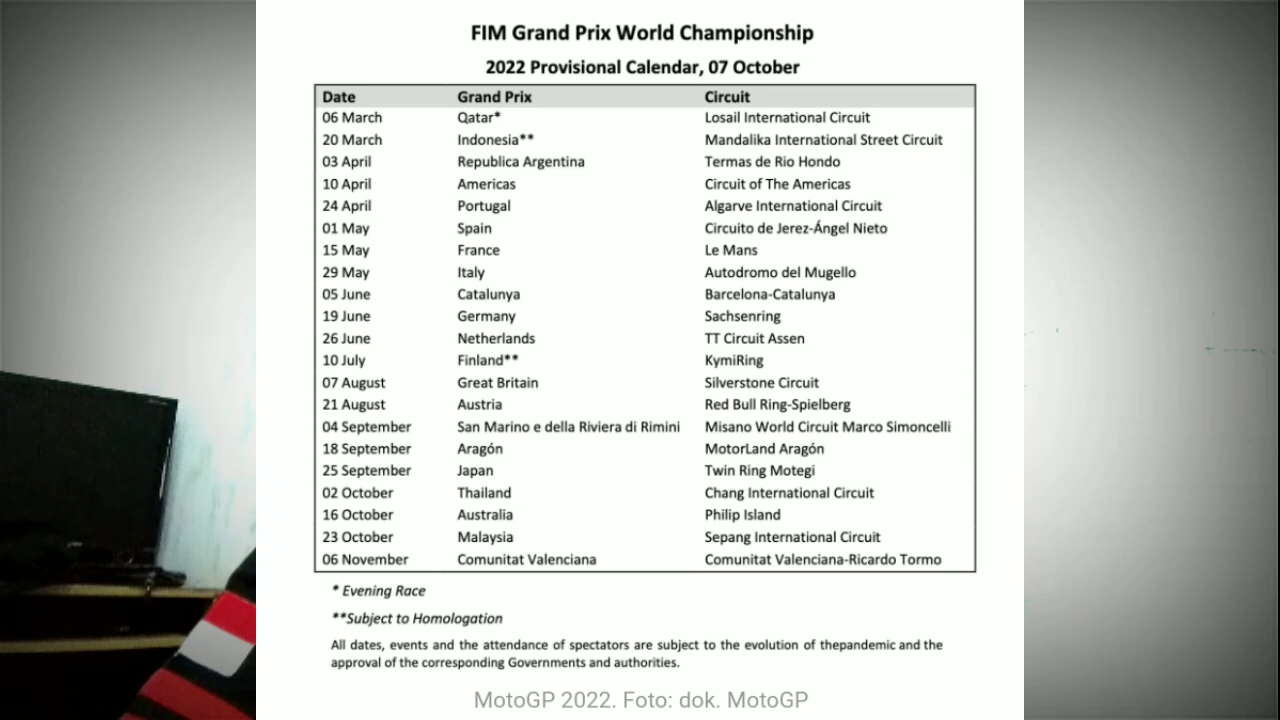 FIM Grand Prix World Championship
2022 Provisional Calendar, 07 October
Date Grand Prix Circuit
06 March Qatar* Losail International Circuit
20 March Indonesia** Mandalika International Street Circuit
03 April Republica Argentina Termas de Rio Hondo
10 April Americas Circuit of The Americas
24 April Portugal Algarve International Circuit
01 May Spain Circuito de Jerez-Ángel Nieto
15 May France Le Mans
29 May Italy Autodromo del Mugello
05 June Catalunya Barcelona-Catalunya
19 June Germany Sachsenring
26 June Netherlands TT Circuit Assen
10 July Finland** KymiRing
07 August Great Britain Silverstone Circuit
21 August Austria Red Bull Ring-Spielberg
04 September San Marino e della Riviera di Rimini Misano World Circuit Marco Simoncelli
18 September Aragón MotorLand Aragón
25 September Japan Twin Ring Motegi
02 October Thailand Chang International Circuit
16 October Australia Philip Island
23 October Malaysia Sepang International Circuit
06 November Comunitat Valenciana Comunitat Valenciana-Ricardo Tormo
* Evening Race
**Subject to Homologation
All dates, events and the attendance of spectators are subject to the evolution of thepandemic and the
approval of the corresponding Governments and authorities.
MotoGP 2022. Foto: dok. MotoGP